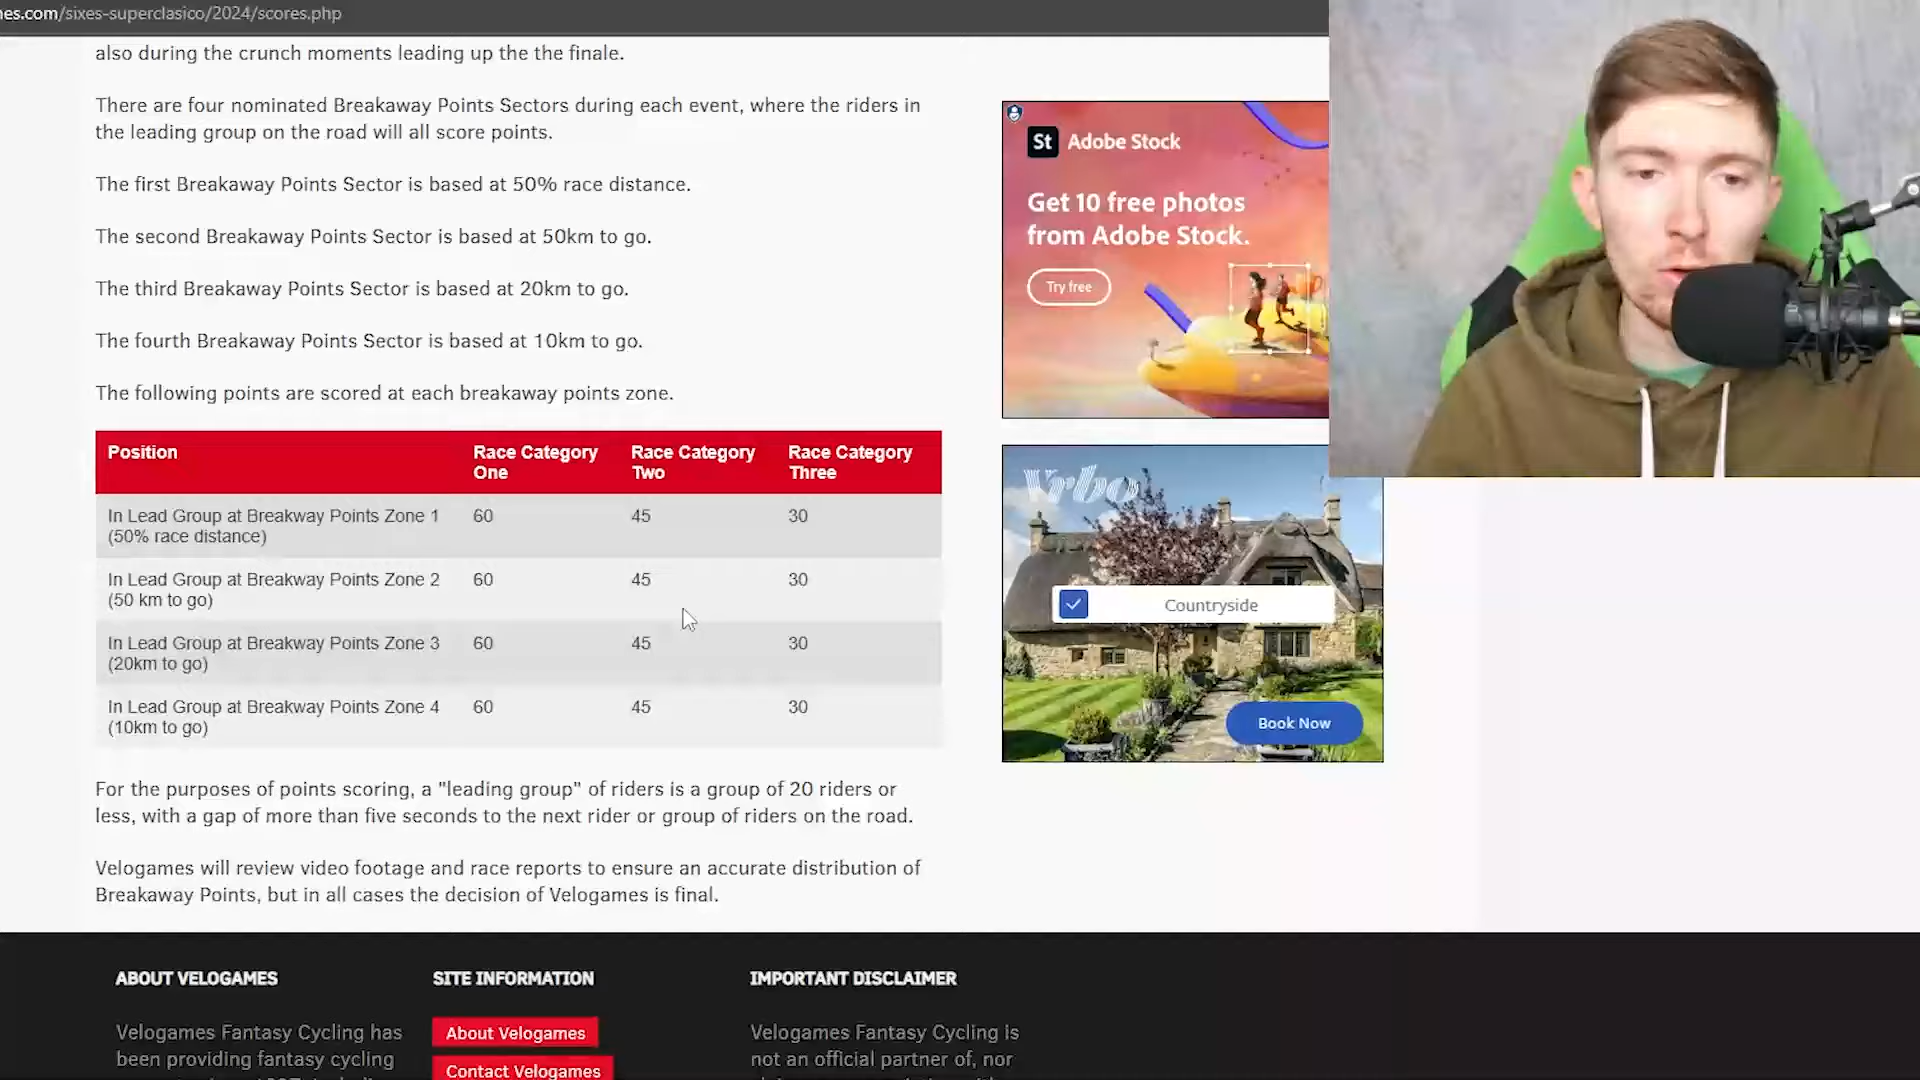 nes.com/sixes-superclasico/2024/scores.php
also during the crunch moments leading up the the finale.
There are four nominated Breakaway Points Sectors during each event, where the riders in
the leading group on the road will all score points.
The first Breakaway Points Sector is based at 50% race distance.
The second Breakaway Points Sector is based at 50km to go.
The third Breakaway Points Sector is based at 20km to go.
The fourth Breakaway Points Sector is based at 10km to go.
The following points are scored at each breakaway points zone.
Position Race Category One Race Category Two Race Category Three
In Lead Group at Breakway Points Zone 1 60 45 30
(50% race distance)
In Lead Group at Breakway Points Zone 2 60 45 30
(50 km to go)
In Lead Group at Breakway Points Zone 3 60 45 30
(20km to go)
In Lead Group at Breakway Points Zone 4 60 45 30
(10km to go)
For the purposes of points scoring, a "leading group" of riders is a group of 20 riders or
less, with a gap of more than five seconds to the next rider or group of riders on the road.
Velogames will review video footage and race reports to ensure an accurate distribution of
Breakaway Points, but in all cases the decision of Velogames is final.
St Adobe Stock
Get 10 free photos
from Adobe Stock.
Try free
Vrbo
Countryside
Book Now
ABOUT VELOGAMES
Velogames Fantasy Cycling has
been providing fantasy cycling
SITE INFORMATION
About Velogames
Contact Velogames
IMPORTANT DISCLAIMER
Velogames Fantasy Cycling is
not an official partner of, nor